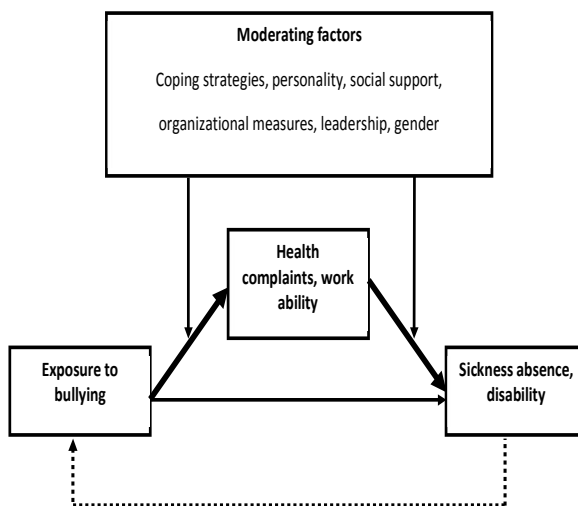 Moderating factors
Coping strategies, personality, social support,
organizational measures, leadership, gender
Health
complaints, work
ability
Exposure to
bullying
Sickness absence,
disability